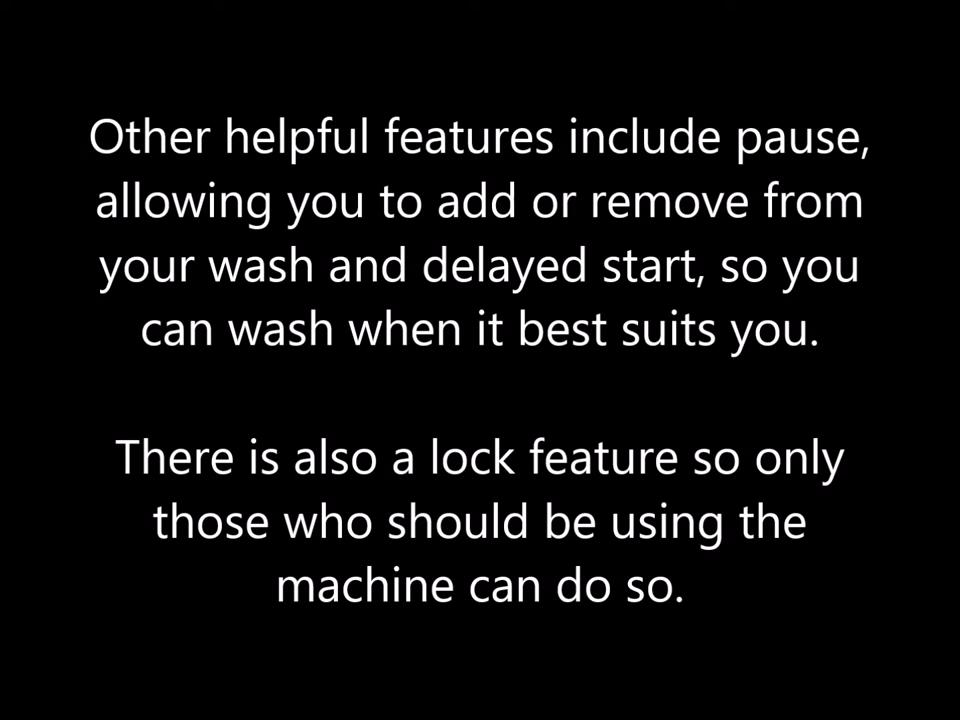 Other helpful features include pause,
allowing you to add or remove from
your wash and delayed start, so you
can wash when it best suits you.
There is also a lock feature so only
those who should be using the
machine can do so.